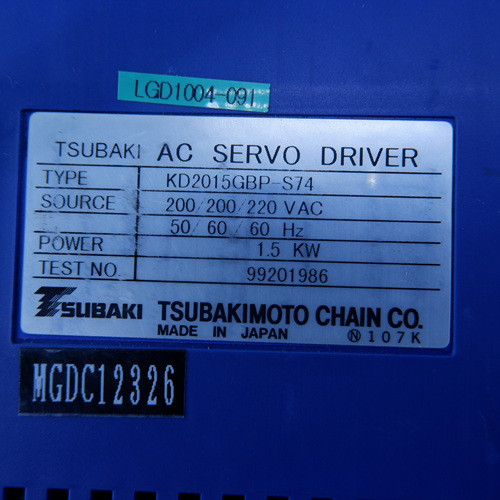 LGD1004-091
TSUBAKI AC SERVO DRIVER
TYPE KD2015GBP-S74
SOURCE 200/200/220 VAC
50/60/60 Hz
POWER 1.5 KW
TEST NO. 99201986
TSUBAKI TSUBAKIMOTO CHAIN CO.
MADE IN JAPAN Ⓝ107K
MGDC12326